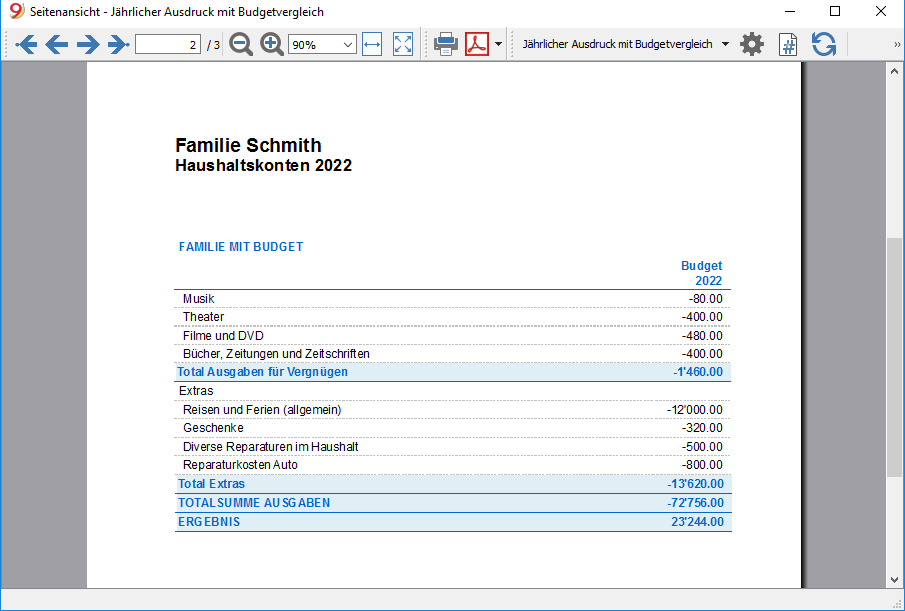 Seitenansicht - Jährlicher Ausdruck mit Budgetvergleich
2 / 3 90% Jährlicher Ausdruck mit Budgetvergleich
Familie Schmith
Haushaltskonten 2022
FAMILIE MIT BUDGET
Budget
2022
Musik -80.00
Theater -400.00
Filme und DVD -480.00
Bücher, Zeitungen und Zeitschriften -400.00
Total Ausgaben für Vergnügen -1'460.00
Extras
Reisen und Ferien (allgemein) -12'000.00
Geschenke -320.00
Diverse Reparaturen im Haushalt -500.00
Reparaturkosten Auto -800.00
Total Extras -13'620.00
TOTALSUMME AUSGABEN -72'756.00
ERGEBNIS 23'244.00